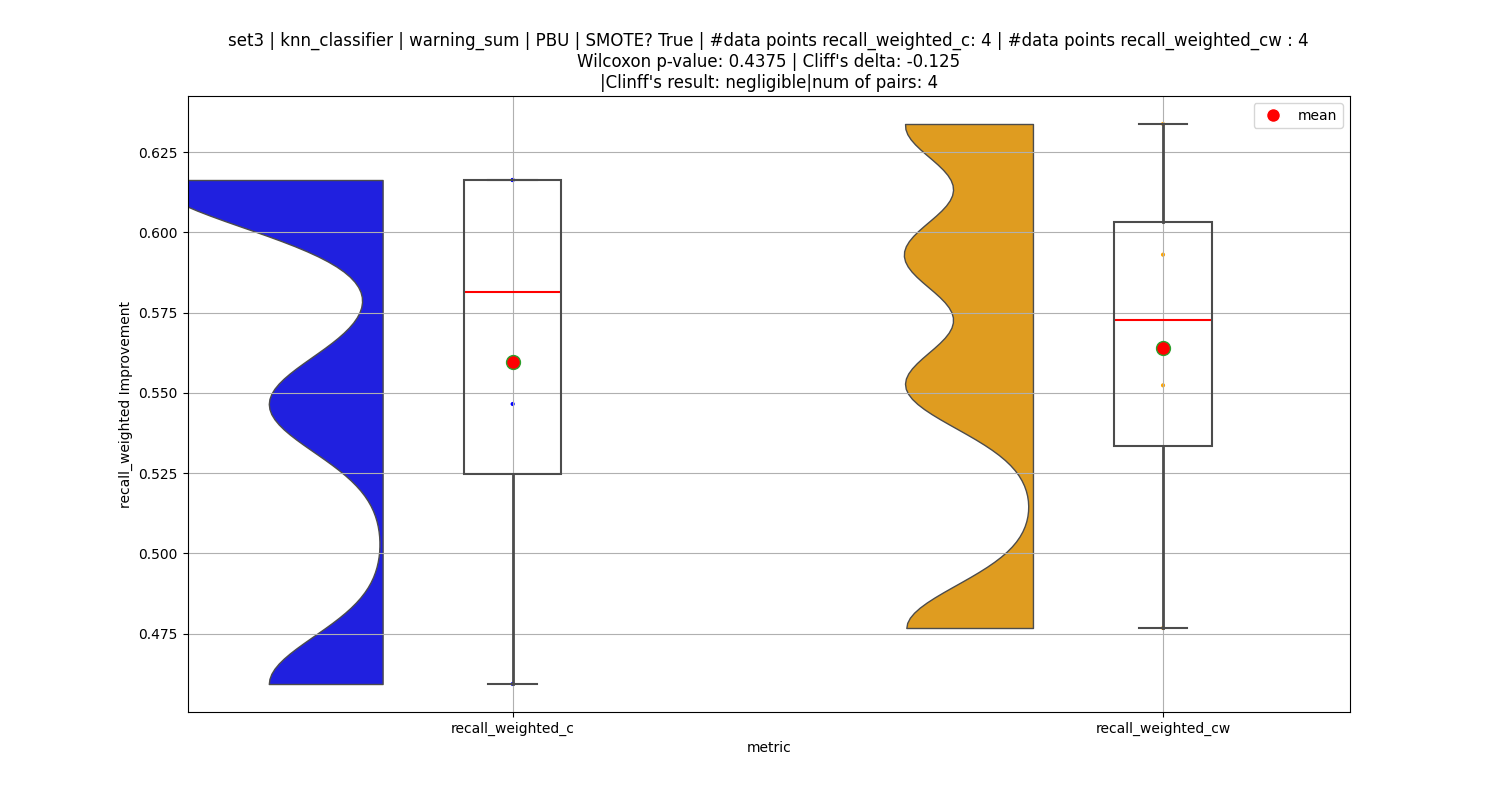 set3 | knn_classifier | warning_sum | PBU | SMOTE? True | #data points recall_weighted_c: 4 | #data points recall_weighted_cw : 4
Wilcoxon p-value: 0.4375 | Cliff's delta: -0.125
|Clinff's result: negligible|num of pairs: 4
mean
0.625
0.600
0.575
0.550
0.525
0.500
0.475
recall_weighted Improvement
recall_weighted_c
recall_weighted_cw
metric